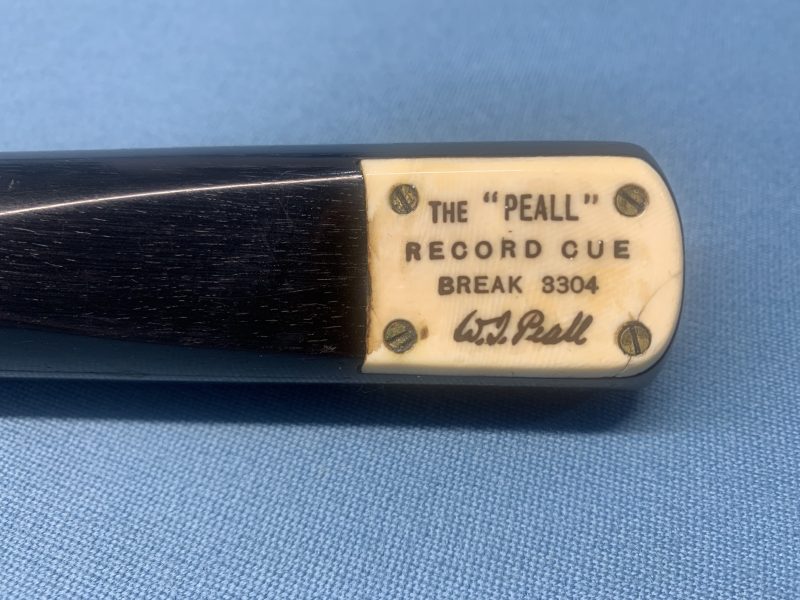 THE "PEALL"
RECORD CUE
BREAK 3304
W.J. Peall